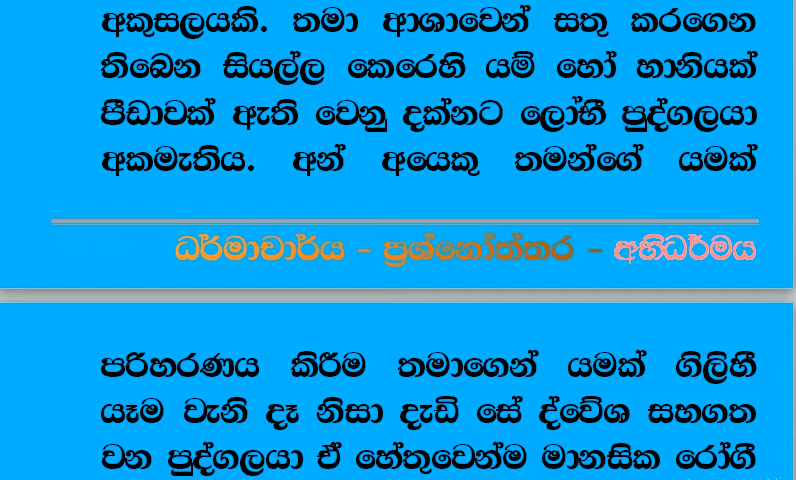 අකුසලයකි. තමා ආශාවෙන් සතු කරගෙන
තිබෙන සියල්ල කෙරෙහි යම් හෝ හානියක්
පීඩාවක් ඇති වෙනු දක්නට ලෝභී පුද්ගලයා
අකමැතිය. අන් අයෙකු තමන්ගේ යමක්
ධර්මාචාර්ය – ප්‍රශ්නෝත්තර – අභිධර්මය
පරිහරණය කිරීම තමාගෙන් යමක් ගිලිහී
යෑම වැනි දෑ නිසා දැඩි සේ ද්වේශ සහගත
වන පුද්ගලයා ඒ හේතුවෙන්ම මානසික රෝගී